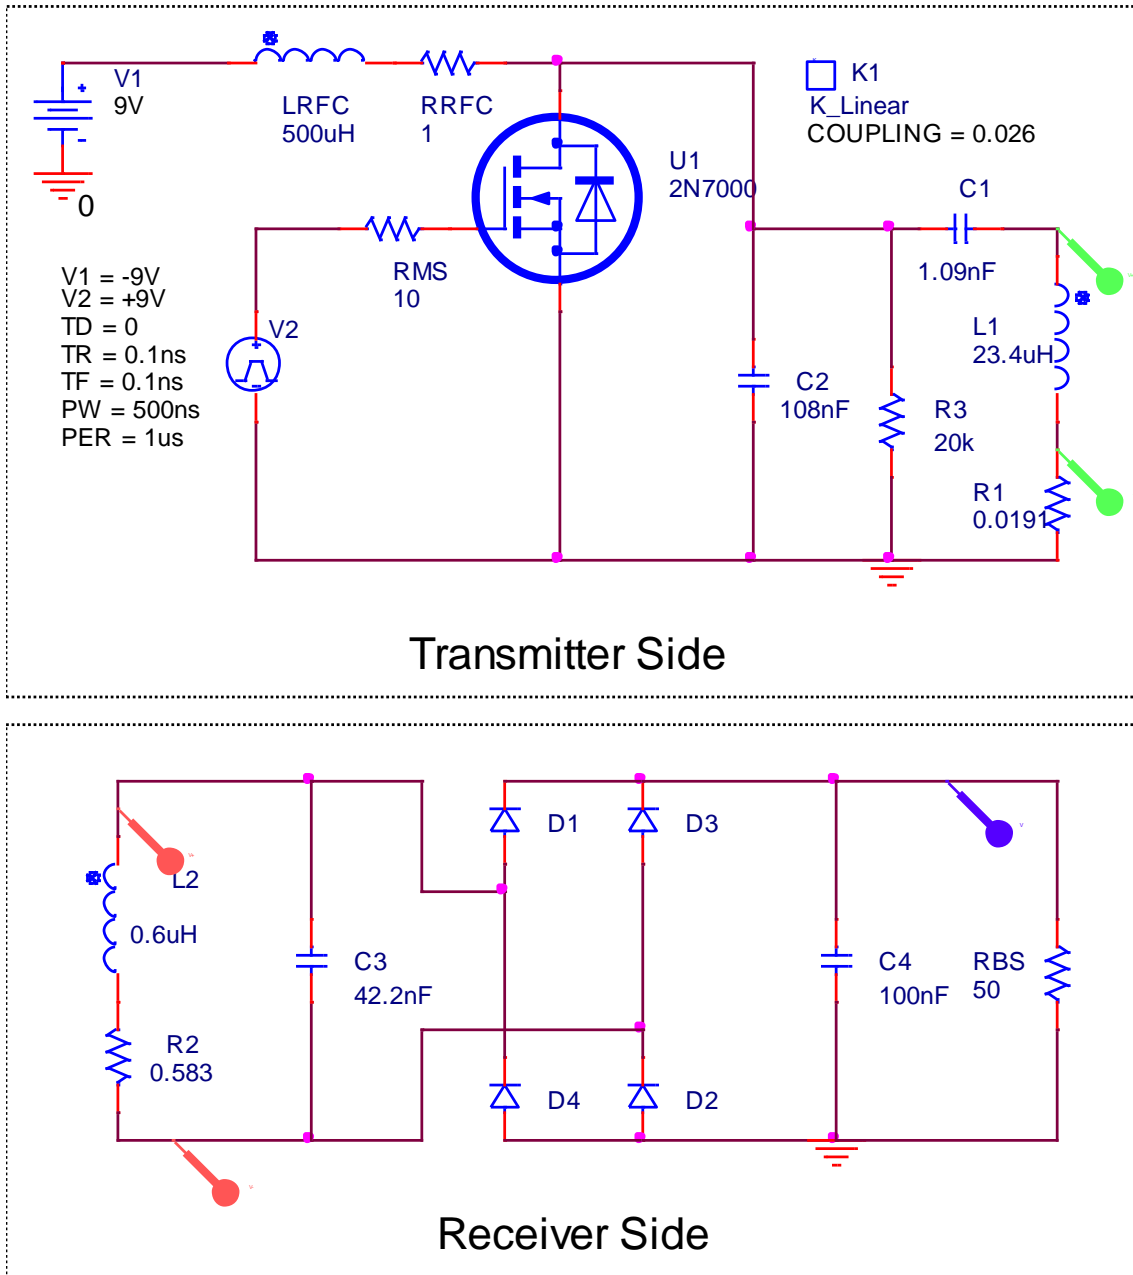 V1
9V
0
LRFC
500uH
RRFC
1
K1
K_Linear
COUPLING = 0.026
U1
2N7000
RMS
10
V1 = -9V
V2 = +9V
TD = 0
TR = 0.1ns
TF = 0.1ns
PW = 500ns
PER = 1us
V2
C1
1.09nF
L1
23.4uH
C2
108nF
R3
20k
R1
0.0191
Transmitter Side
D1
D3
L2
0.6uH
C3
42.2nF
C4
100nF
RBS
50
R2
0.583
D4
D2
Receiver Side